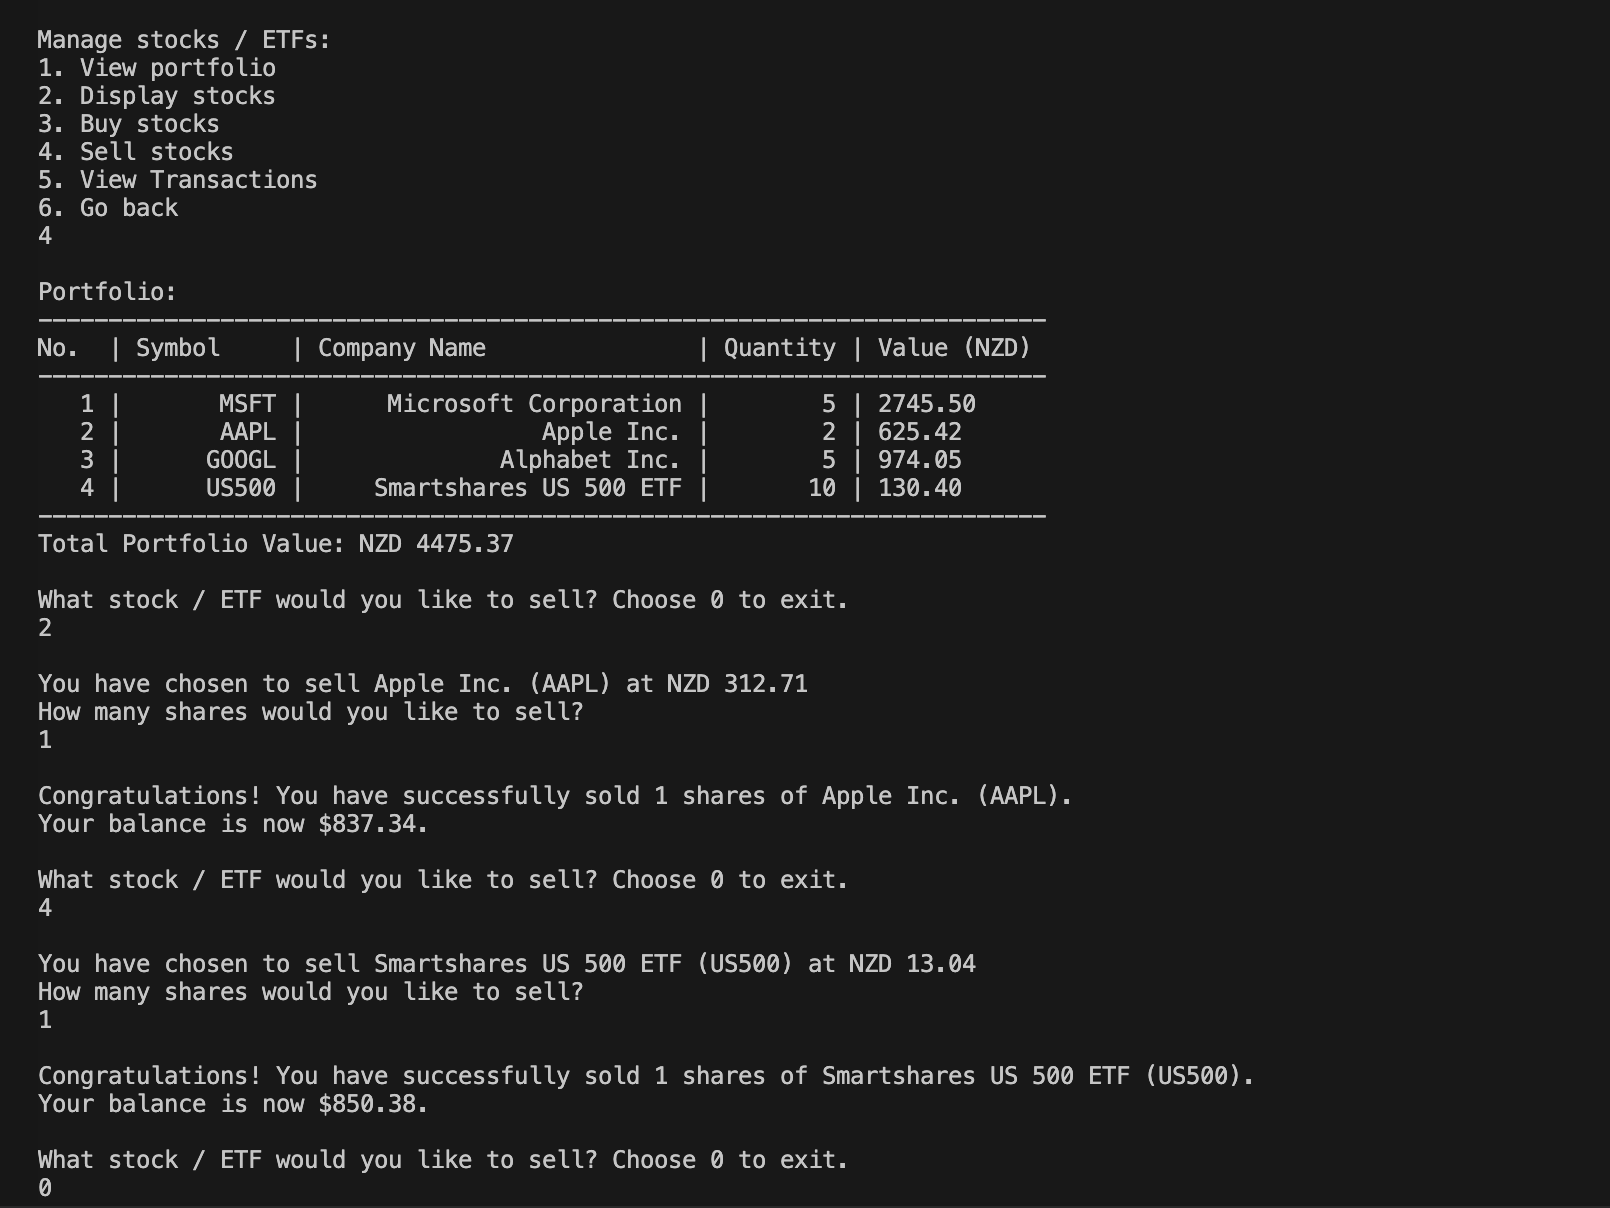 Manage stocks / ETFs:
1. View portfolio
2. Display stocks
3. Buy stocks
4. Sell stocks
5. View Transactions
6. Go back
4

Portfolio:
------------------------------------------------------------------------
No.  | Symbol     | Company Name               | Quantity | Value (NZD)
------------------------------------------------------------------------
   1 |       MSFT |      Microsoft Corporation |        5 | 2745.50
   2 |       AAPL |                 Apple Inc. |        2 | 625.42
   3 |      GOOGL |              Alphabet Inc. |        5 | 974.05
   4 |      US500 |     Smartshares US 500 ETF |       10 | 130.40
------------------------------------------------------------------------
Total Portfolio Value: NZD 4475.37

What stock / ETF would you like to sell? Choose 0 to exit.
2

You have chosen to sell Apple Inc. (AAPL) at NZD 312.71
How many shares would you like to sell?
1

Congratulations! You have successfully sold 1 shares of Apple Inc. (AAPL).
Your balance is now $837.34.

What stock / ETF would you like to sell? Choose 0 to exit.
4

You have chosen to sell Smartshares US 500 ETF (US500) at NZD 13.04
How many shares would you like to sell?
1

Congratulations! You have successfully sold 1 shares of Smartshares US 500 ETF (US500).
Your balance is now $850.38.

What stock / ETF would you like to sell? Choose 0 to exit.
0